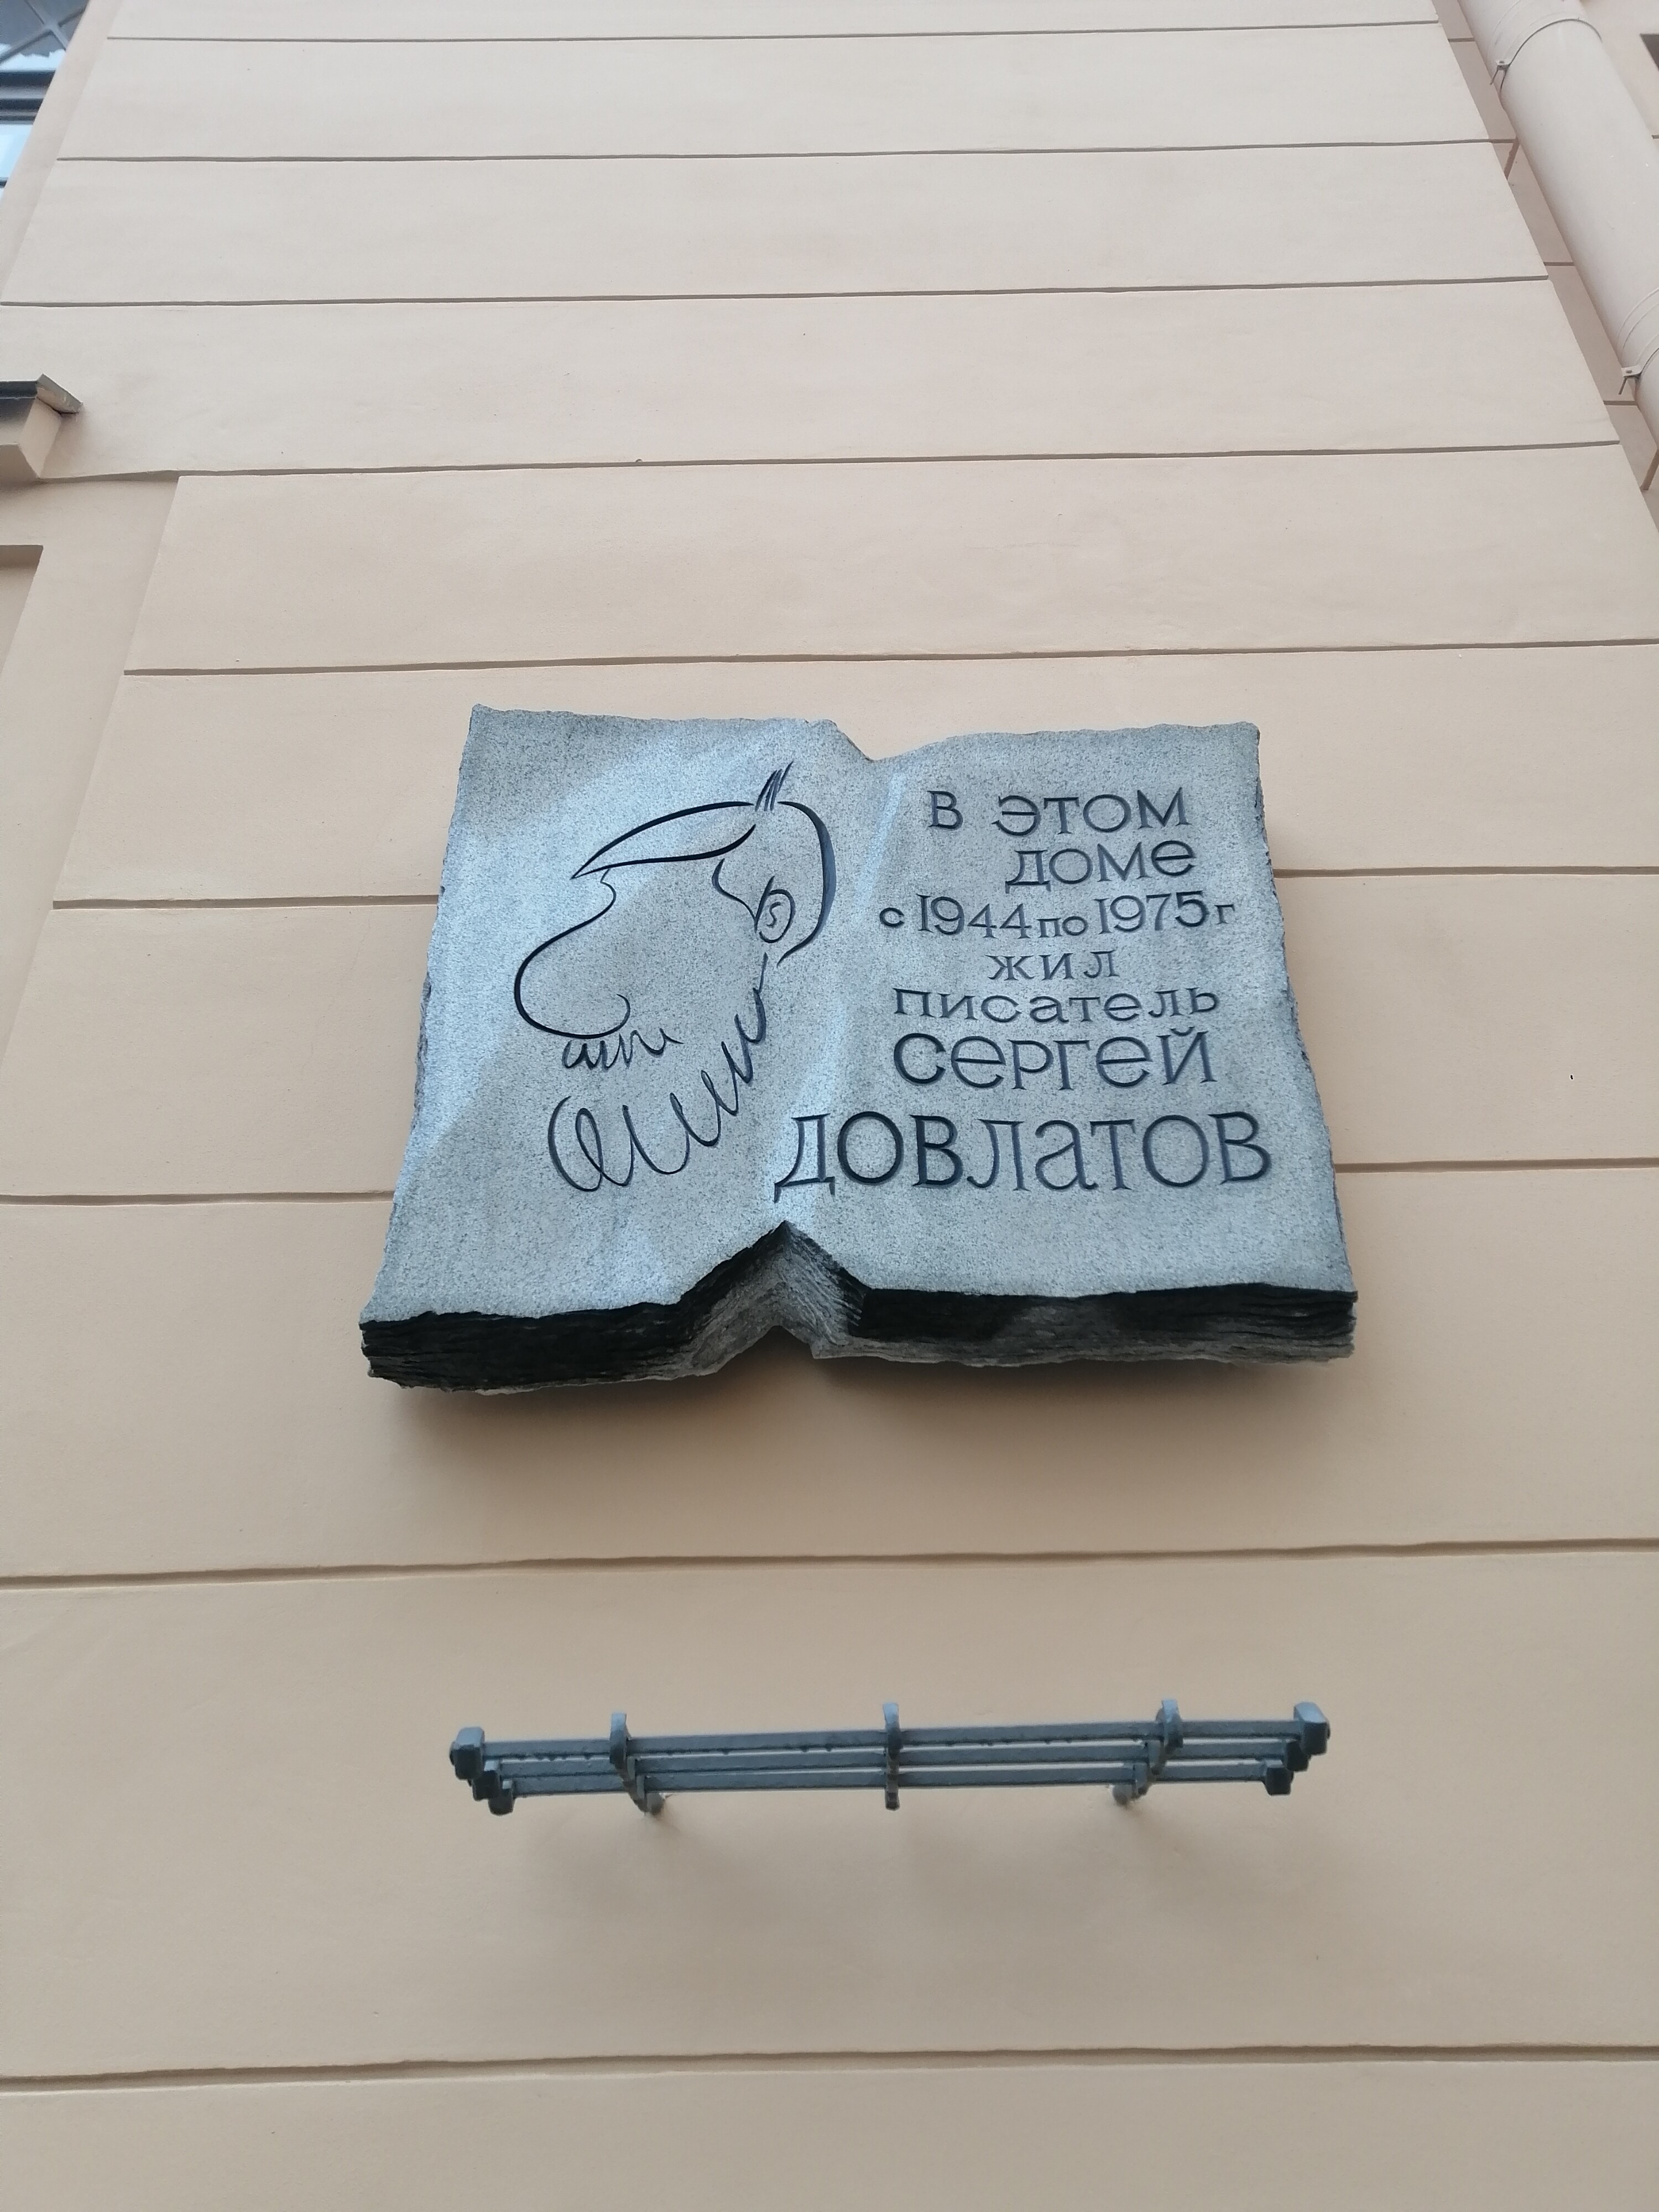 В ЭТОМ
ДОМЕ
с 1944 по 1975 г
ЖИЛ
ПИСАТЕЛЬ
СЕРГЕЙ
ДОВЛАТОВ